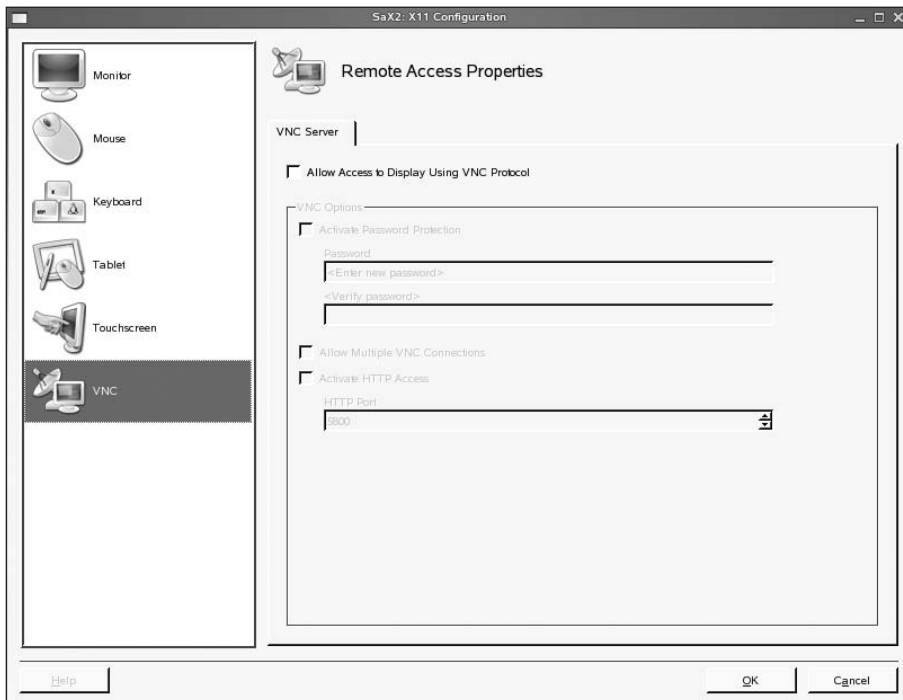 SaX2: X11 Configuration
Monitor
Mouse
Keyboard
Tablet
Touchscreen
VNC
Remote Access Properties
VNC Server
Allow Access to Display Using VNC Protocol
VNC Options
Activate Password Protection
Password
<Enter new password>
<Verify password>
Allow Multiple VNC Connections
Activate HTTP Access
HTTP Port
5800
Help
OK
Cancel